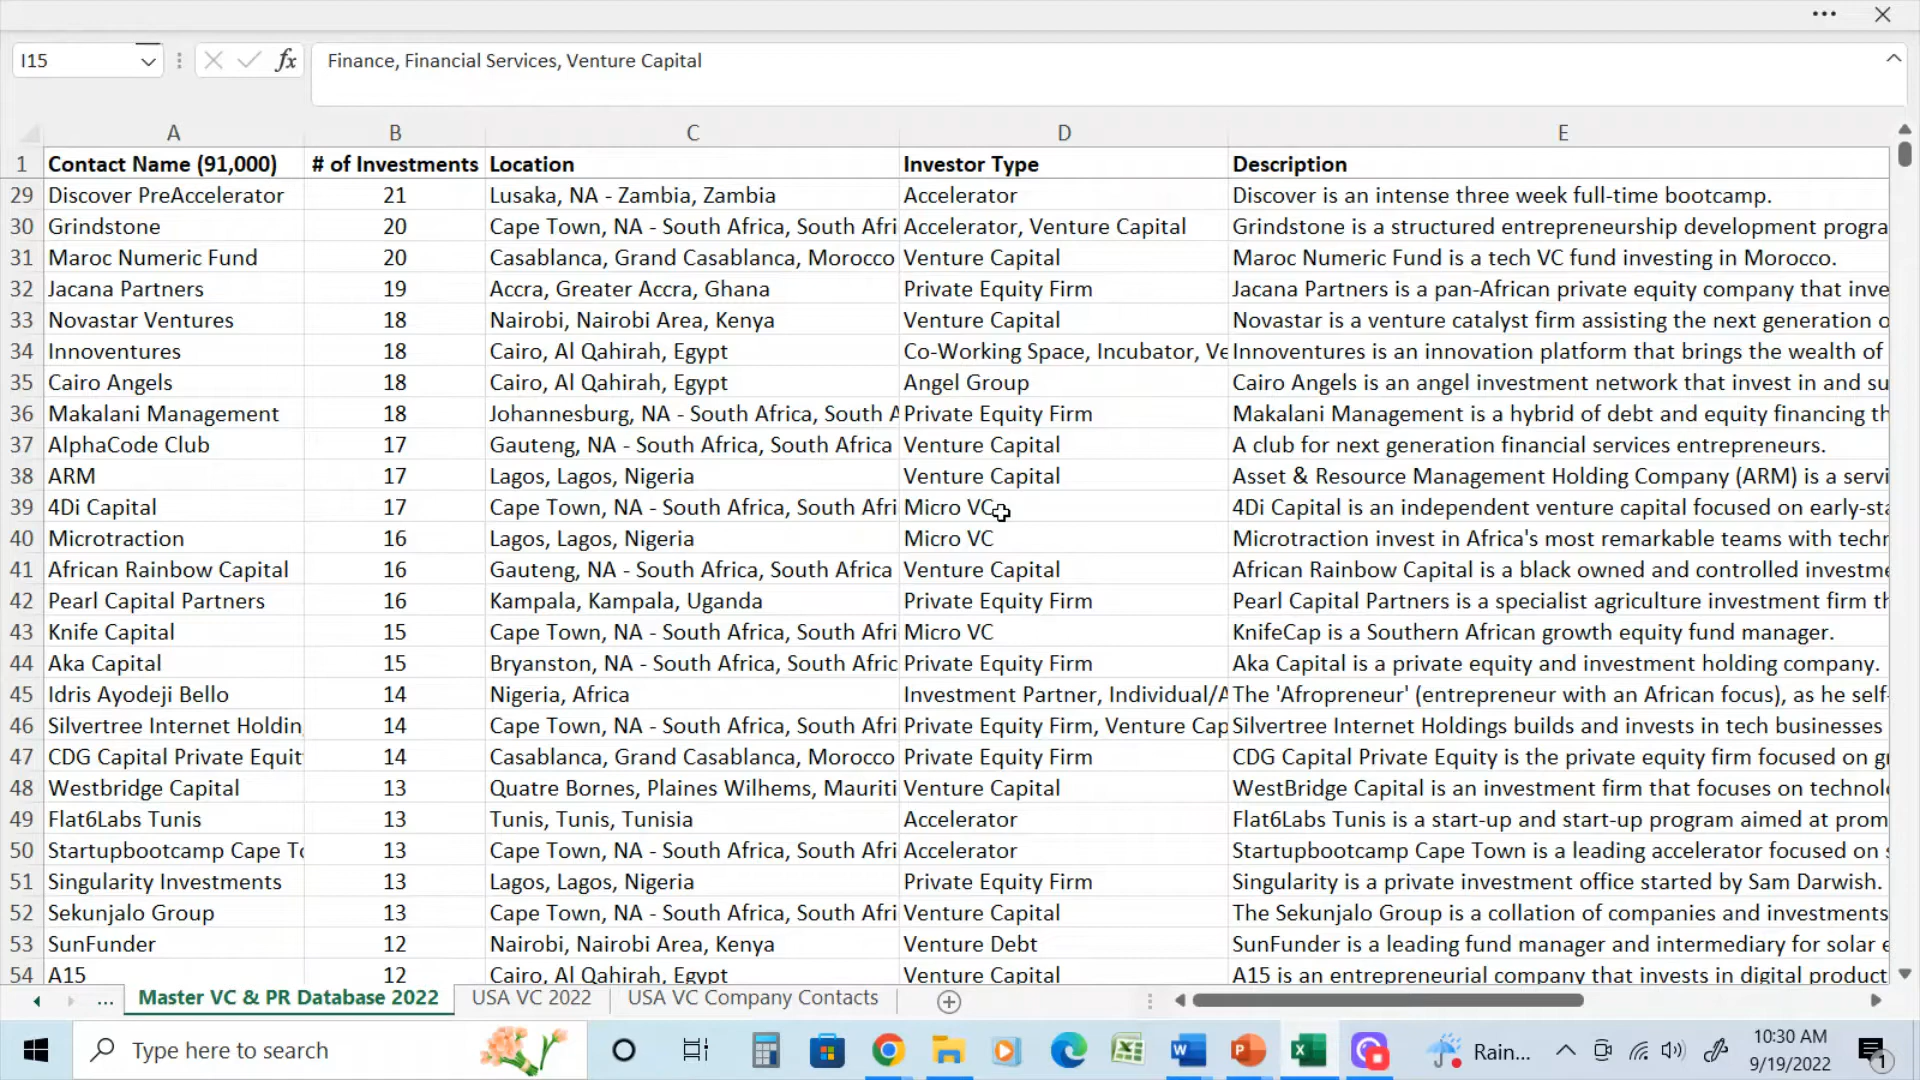 I15
fx
Finance, Financial Services, Venture Capital
A B C D E
1 Contact Name (91,000) # of Investments Location Investor Type Description
29 Discover PreAccelerator 21 Lusaka, NA - Zambia, Zambia Accelerator Discover is an intense three week full-time bootcamp.
30 Grindstone 20 Cape Town, NA - South Africa, South Afri Accelerator, Venture Capital Grindstone is a structured entrepreneurship development progra
31 Maroc Numeric Fund 20 Casablanca, Grand Casablanca, Morocco Venture Capital Maroc Numeric Fund is a tech VC fund investing in Morocco.
32 Jacana Partners 19 Accra, Greater Accra, Ghana Private Equity Firm Jacana Partners is a pan-African private equity company that inve
33 Novastar Ventures 18 Nairobi, Nairobi Area, Kenya Venture Capital Novastar is a venture catalyst firm assisting the next generation o
34 Innoventures 18 Cairo, Al Qahirah, Egypt Co-Working Space, Incubator, Ve Innoventures is an innovation platform that brings the wealth of
35 Cairo Angels 18 Cairo, Al Qahirah, Egypt Angel Group Cairo Angels is an angel investment network that invest in and su
36 Makalani Management 18 Johannesburg, NA - South Africa, South A Private Equity Firm Makalani Management is a hybrid of debt and equity financing th
37 AlphaCode Club 17 Gauteng, NA - South Africa, South Africa Venture Capital A club for next generation financial services entrepreneurs.
38 ARM 17 Lagos, Lagos, Nigeria Venture Capital Asset & Resource Management Holding Company (ARM) is a servi
39 4Di Capital 17 Cape Town, NA - South Africa, South Afri Micro VC 4Di Capital is an independent venture capital focused on early-sta
40 Microtraction 16 Lagos, Lagos, Nigeria Micro VC Microtraction invest in Africa's most remarkable teams with techn
41 African Rainbow Capital 16 Gauteng, NA - South Africa, South Africa Venture Capital African Rainbow Capital is a black owned and controlled investme
42 Pearl Capital Partners 16 Kampala, Kampala, Uganda Private Equity Firm Pearl Capital Partners is a specialist agriculture investment firm th
43 Knife Capital 15 Cape Town, NA - South Africa, South Afri Micro VC KnifeCap is a Southern African growth equity fund manager.
44 Aka Capital 15 Bryanston, NA - South Africa, South Afric Private Equity Firm Aka Capital is a private equity and investment holding company.
45 Idris Ayodeji Bello 14 Nigeria, Africa Investment Partner, Individual/A The 'Afropreneur' (entrepreneur with an African focus), as he self-
46 Silvertree Internet Holdin 14 Cape Town, NA - South Africa, South Afri Private Equity Firm, Venture Cap Silvertree Internet Holdings builds and invests in tech businesses
47 CDG Capital Private Equit 14 Casablanca, Grand Casablanca, Morocco Private Equity Firm CDG Capital Private Equity is the private equity firm focused on g
48 Westbridge Capital 13 Quatre Bornes, Plaines Wilhems, Mauriti Venture Capital WestBridge Capital is an investment firm that focuses on technol
49 Flat6Labs Tunis 13 Tunis, Tunis, Tunisia Accelerator Flat6Labs Tunis is a start-up and start-up program aimed at prom
50 Startupbootcamp Cape To 13 Cape Town, NA - South Africa, South Afri Accelerator Startupbootcamp Cape Town is a leading accelerator focused on s
51 Singularity Investments 13 Lagos, Lagos, Nigeria Private Equity Firm Singularity is a private investment office started by Sam Darwish.
52 Sekunjalo Group 13 Cape Town, NA - South Africa, South Afri Venture Capital The Sekunjalo Group is a collation of companies and investments
53 SunFunder 12 Nairobi, Nairobi Area, Kenya Venture Debt SunFunder is a leading fund manager and intermediary for solar e
54 A15 12 Cairo, Al Qahirah, Egypt Venture Capital A15 is an entrepreneurial company that invests in digital product
... Master VC & PR Database 2022 USA VC 2022 USA VC Company Contacts
Type here to search
Rain...
10:30 AM
9/19/2022
1